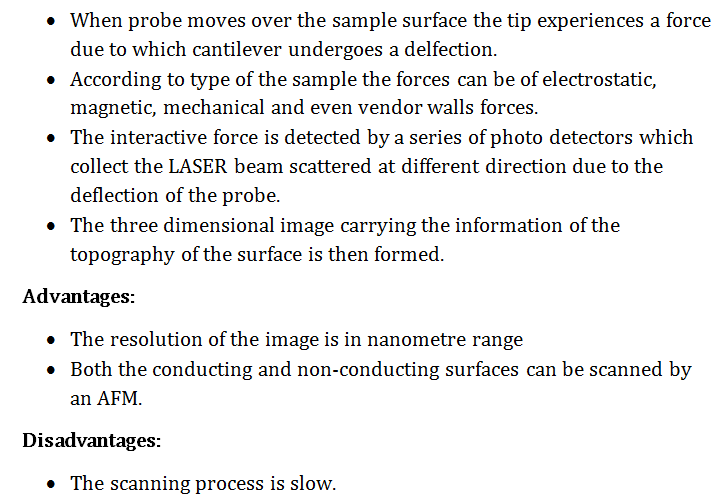 • When probe moves over the sample surface the tip experiences a force
due to which cantilever undergoes a delfection.
• According to type of the sample the forces can be of electrostatic,
magnetic, mechanical and even vendor walls forces.
• The interactive force is detected by a series of photo detectors which
collect the LASER beam scattered at different direction due to the
deflection of the probe.
• The three dimensional image carrying the information of the
topography of the surface is then formed.
Advantages:
• The resolution of the image is in nanometre range
• Both the conducting and non-conducting surfaces can be scanned by
an AFM.
Disadvantages:
• The scanning process is slow.